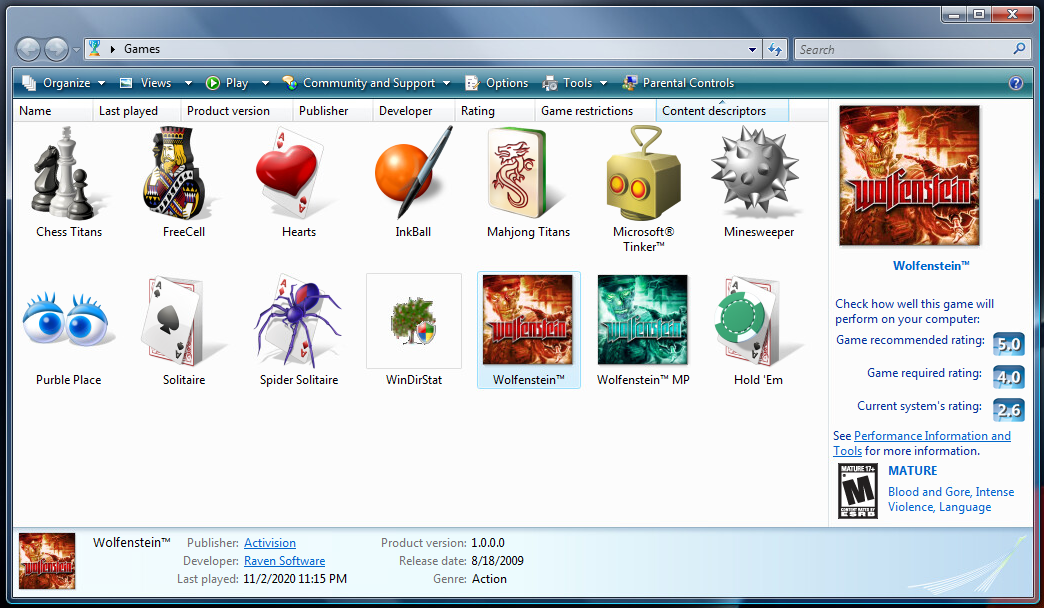 Games
Search
Organize Views Play Community and Support Options Tools Parental Controls
Name Last played Product version Publisher Developer Rating Game restrictions Content descriptors
Chess Titans FreeCell Hearts InkBall Mahjong Titans Microsoft® Minesweeper
Tinker™
Purble Place Solitaire Spider Solitaire WinDirStat Wolfenstein™ Wolfenstein™ MP Hold 'Em
wolfenstein
Wolfenstein™
Check how well this game will
perform on your computer:
Game recommended rating: 5.0
Game required rating: 4.0
Current system's rating: 2.6
See Performance Information and
Tools for more information.
MATURE 17+
M
CONTENT RATED BY
ESRB
MATURE
Blood and Gore, Intense
Violence, Language
Wolfenstein™ Publisher: Activision Product version: 1.0.0.0
Developer: Raven Software Release date: 8/18/2009
Last played: 11/2/2020 11:15 PM Genre: Action